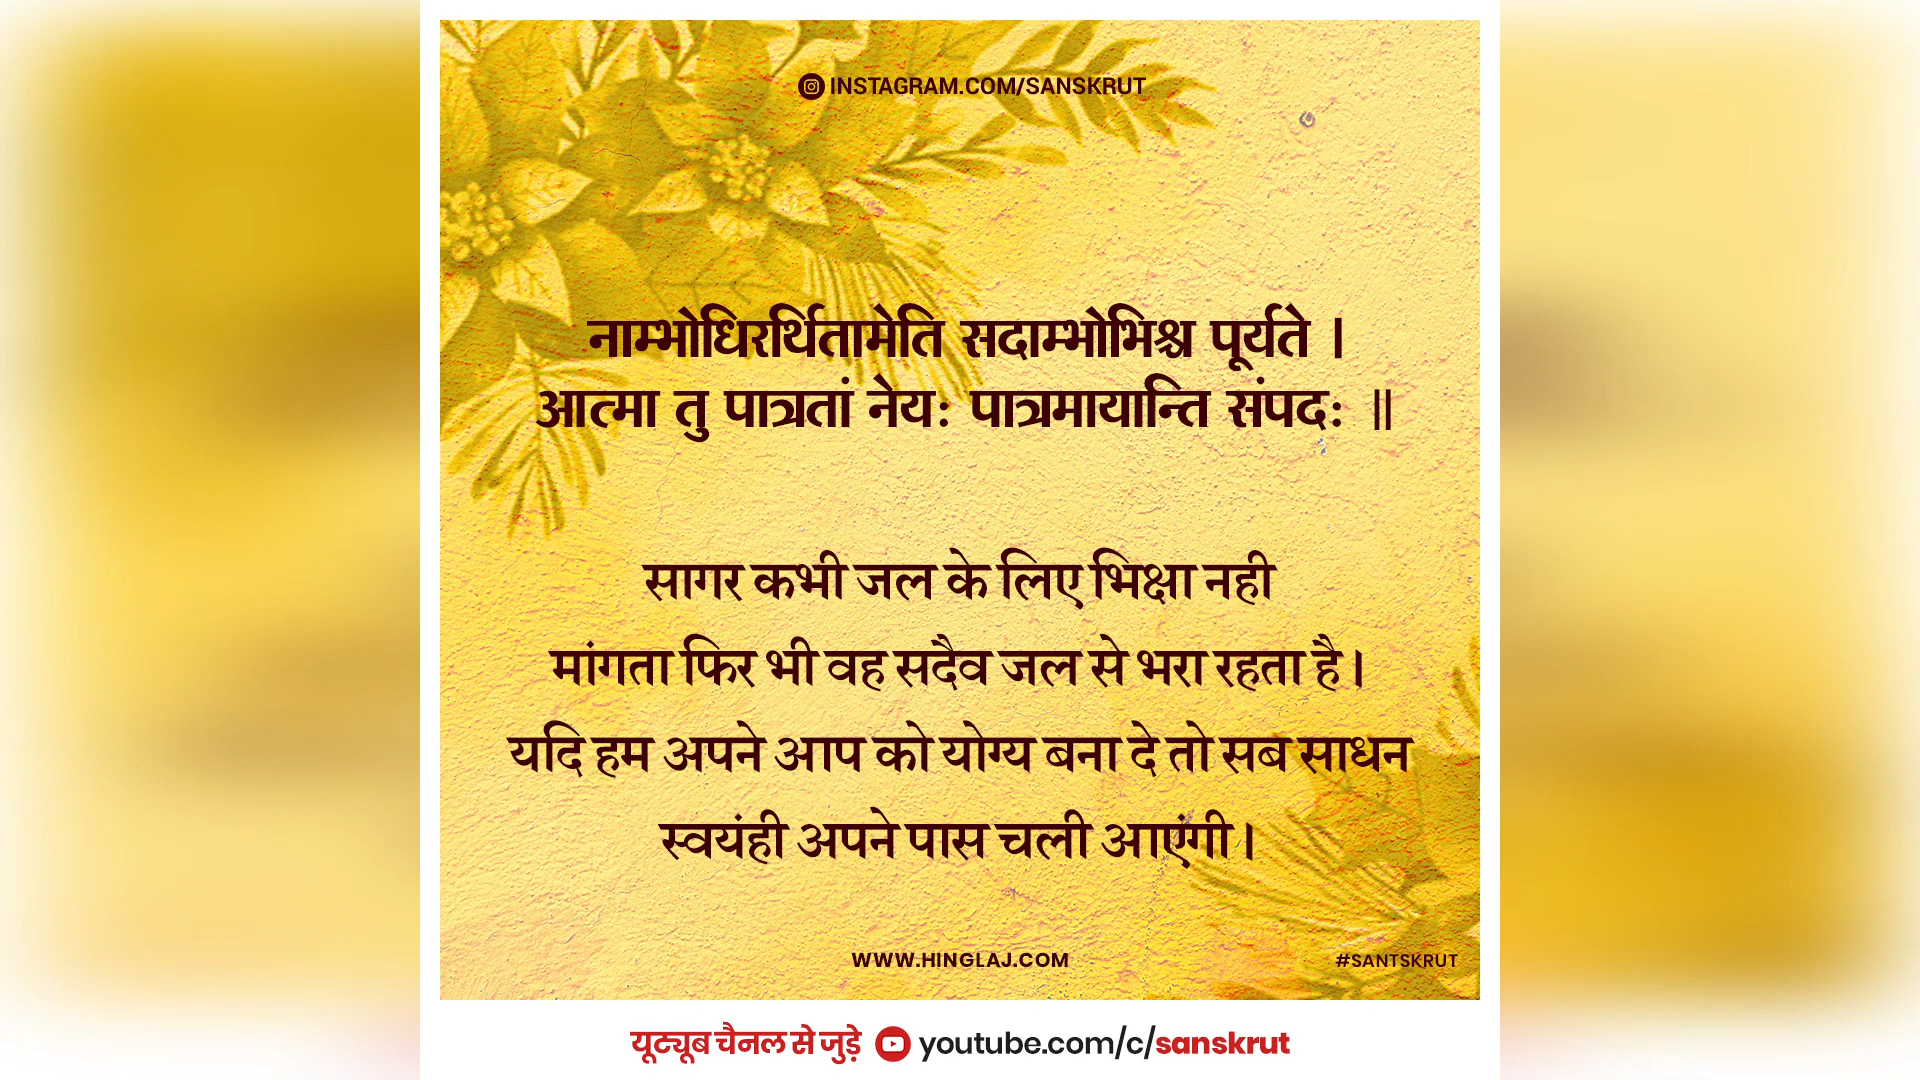 INSTAGRAM.COM/SANSKRUT
नाम्भोधिरर्थितामेति सदाम्भोभिश्च पूर्यते ।
आत्मा तु पात्रतां नेयः पात्रमायान्ति संपदः ॥
सागर कभी जल के लिए भिक्षा नही
मांगता फिर भी वह सदैव जल से भरा रहता है।
यदि हम अपने आप को योग्य बना दे तो सब साधन
स्वयंही अपने पास चली आएंगी।
WWW.HINGLAJ.COM
#SANTSKRUT
यूट्यूब चैनल से जुड़े youtube.com/c/sanskrut